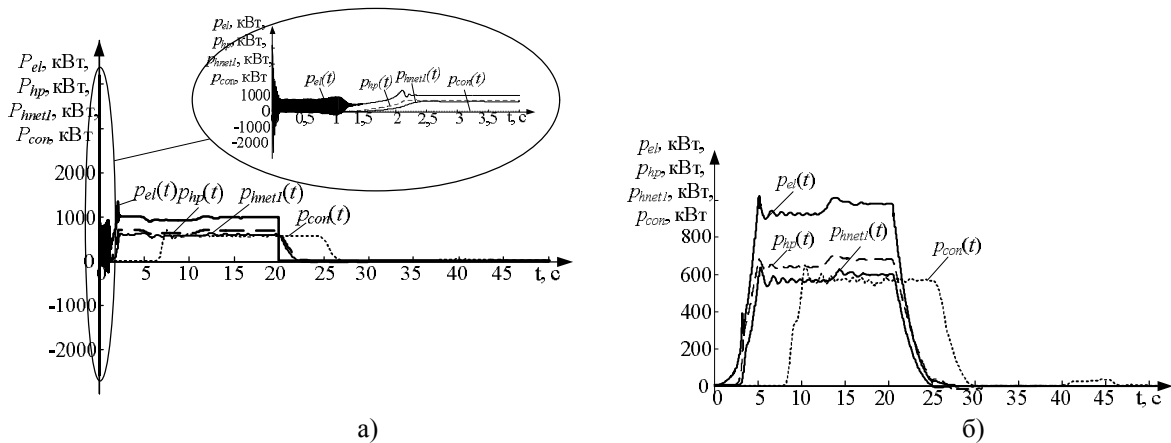 p_el, кВт,
p_hp, кВт,
p_hnet1, кВт,
p_con, кВт
1000
0
-1000
-2000
p_el(t)
p_hp(t)
p_hnet1(t)
p_con(t)
0,5 1 1,5 2 2,5 3 3,5 t, c
P_el, кВт,
P_hp, кВт,
P_hnet1, кВт,
P_con, кВт
2000
1000
0
-1000
-2000
p_el(t) p_hp(t) p_hnet1(t)
p_con(t)
5 10 15 20 25 30 35 40 45 t, c
а)
p_el, кВт,
p_hp, кВт,
p_hnet1, кВт,
p_con, кВт
800
600
400
200
0
p_el(t)
p_hp(t)
p_hnet1(t)
p_con(t)
5 10 15 20 25 30 35 40 45 t, c
б)